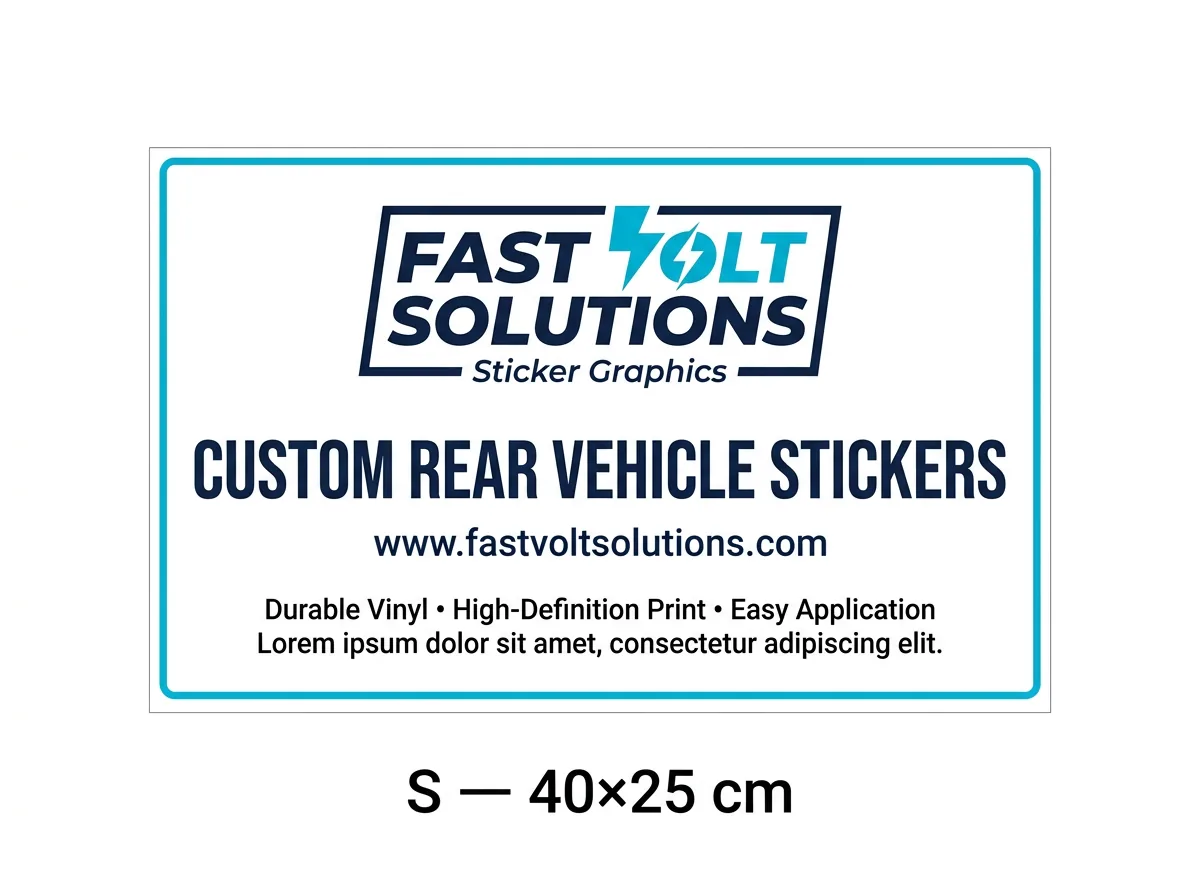 FAST VOLT
SOLUTIONS
Sticker Graphics
CUSTOM REAR VEHICLE STICKERS
www.fastvoltsolutions.com
Durable Vinyl • High-Definition Print • Easy Application
Lorem ipsum dolor sit amet, consectetur adipiscing elit.
S — 40×25 cm